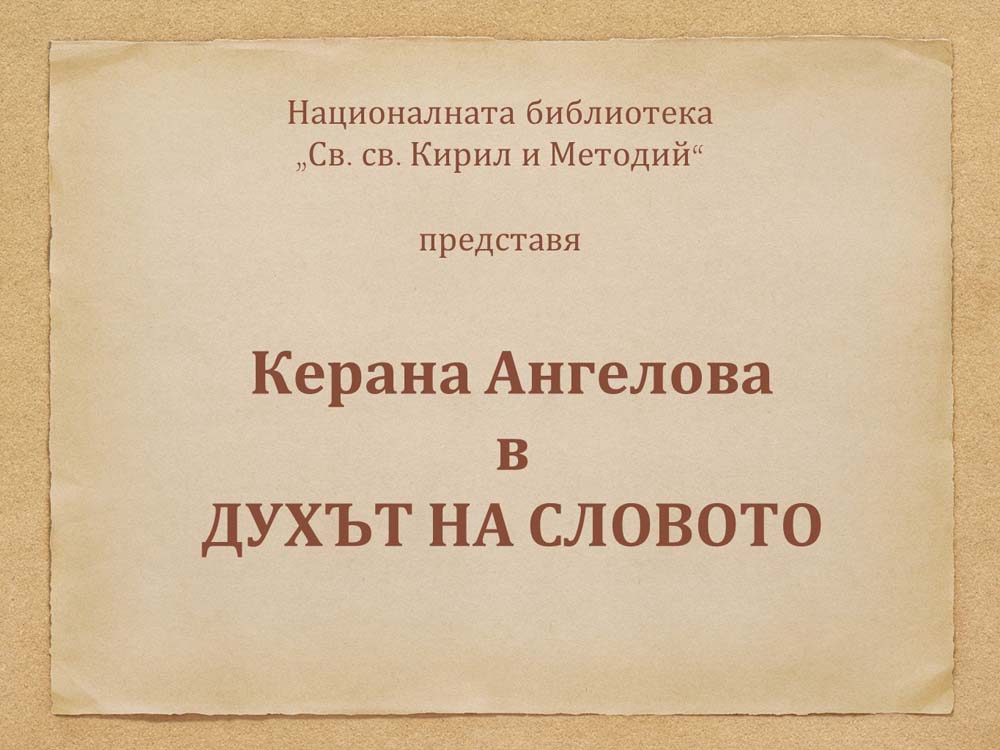 Националната библиотека
„Св. св. Кирил и Методий“
представя
Керана Ангелова
в
ДУХЪТ НА СЛОВОТО